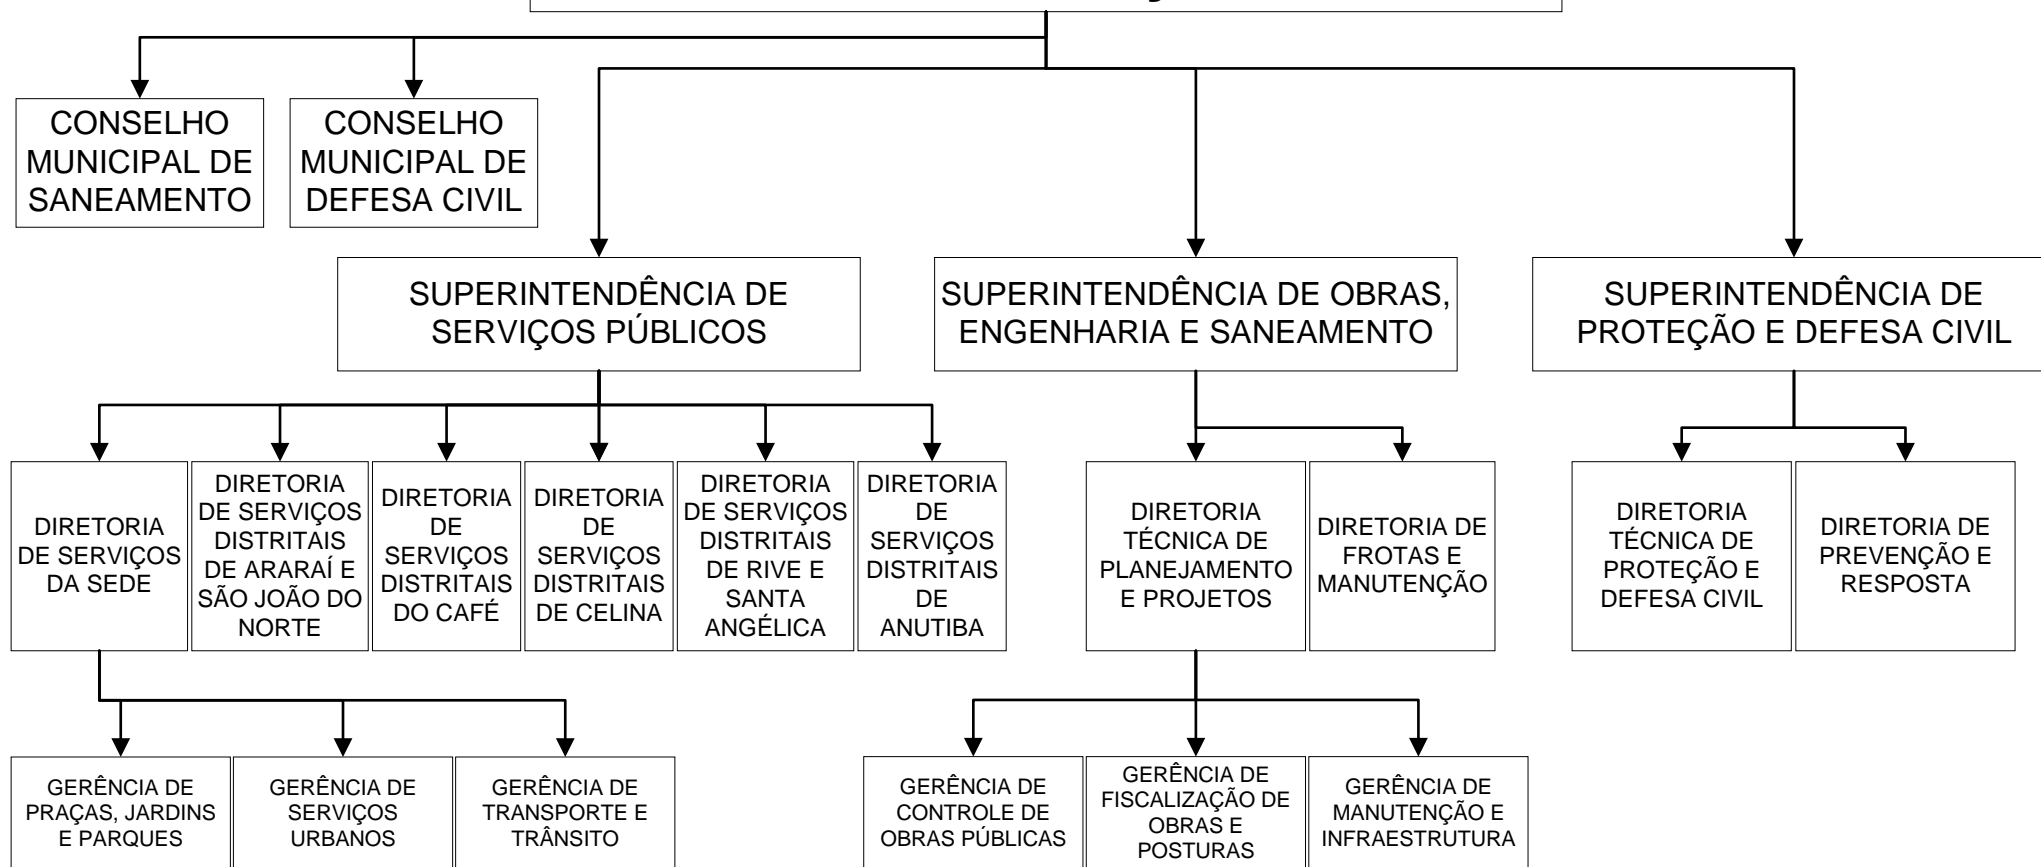 CONSELHO
MUNICIPAL DE
SANEAMENTO
CONSELHO
MUNICIPAL DE
DEFESA CIVIL
SUPERINTENDÊNCIA DE
SERVIÇOS PÚBLICOS
SUPERINTENDÊNCIA DE OBRAS,
ENGENHARIA E SANEAMENTO
SUPERINTENDÊNCIA DE
PROTEÇÃO E DEFESA CIVIL
DIRETORIA
DE SERVIÇOS
DA SEDE
DIRETORIA
DE SERVIÇOS
DISTRITAIS
DE ARARAÍ E
SÃO JOÃO DO
NORTE
DIRETORIA
DE
SERVIÇOS
DISTRITAIS
DO CAFÉ
DIRETORIA
DE
SERVIÇOS
DISTRITAIS
DE CELINA
DIRETORIA
DE SERVIÇOS
DISTRITAIS
DE RIVE E
SANTA
ANGÉLICA
DIRETORIA
DE
SERVIÇOS
DISTRITAIS
DE
ANUTIBA
DIRETORIA
TÉCNICA DE
PLANEJAMENTO
E PROJETOS
DIRETORIA DE
FROTAS E
MANUTENÇÃO
DIRETORIA
TÉCNICA DE
PROTEÇÃO E
DEFESA CIVIL
DIRETORIA DE
PREVENÇÃO E
RESPOSTA
GERÊNCIA DE
PRAÇAS, JARDINS
E PARQUES
GERÊNCIA DE
SERVIÇOS
URBANOS
GERÊNCIA DE
TRANSPORTE E
TRÂNSITO
GERÊNCIA DE
CONTROLE DE
OBRAS PÚBLICAS
GERÊNCIA DE
FISCALIZAÇÃO DE
OBRAS E
POSTURAS
GERÊNCIA DE
MANUTENÇÃO E
INFRAESTRUTURA